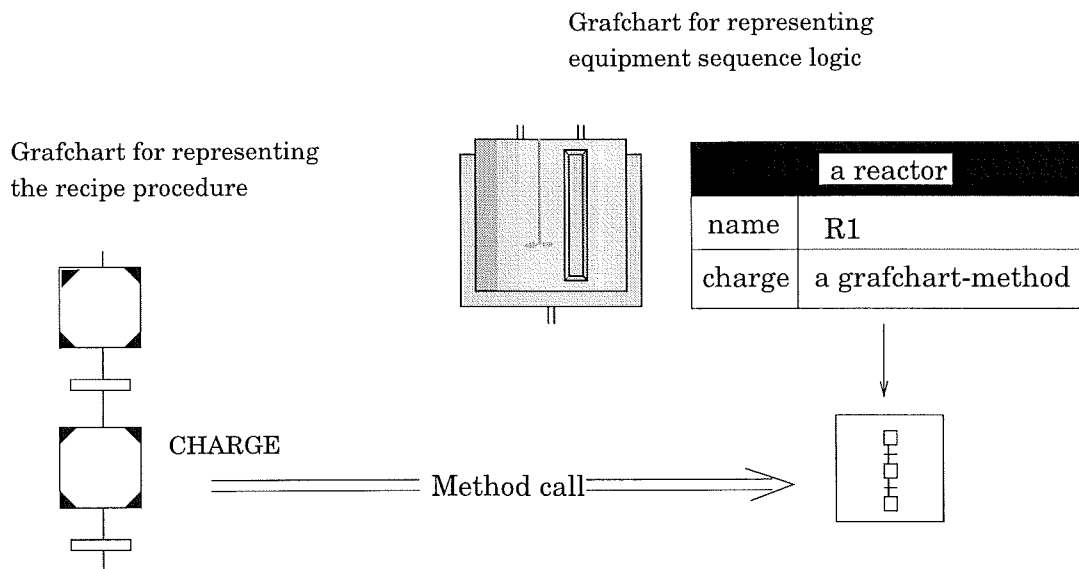 Grafchart for representing
equipment sequence logic
Grafchart for representing
the recipe procedure
a reactor
name R1
charge a grafchart-method
CHARGE
Method call